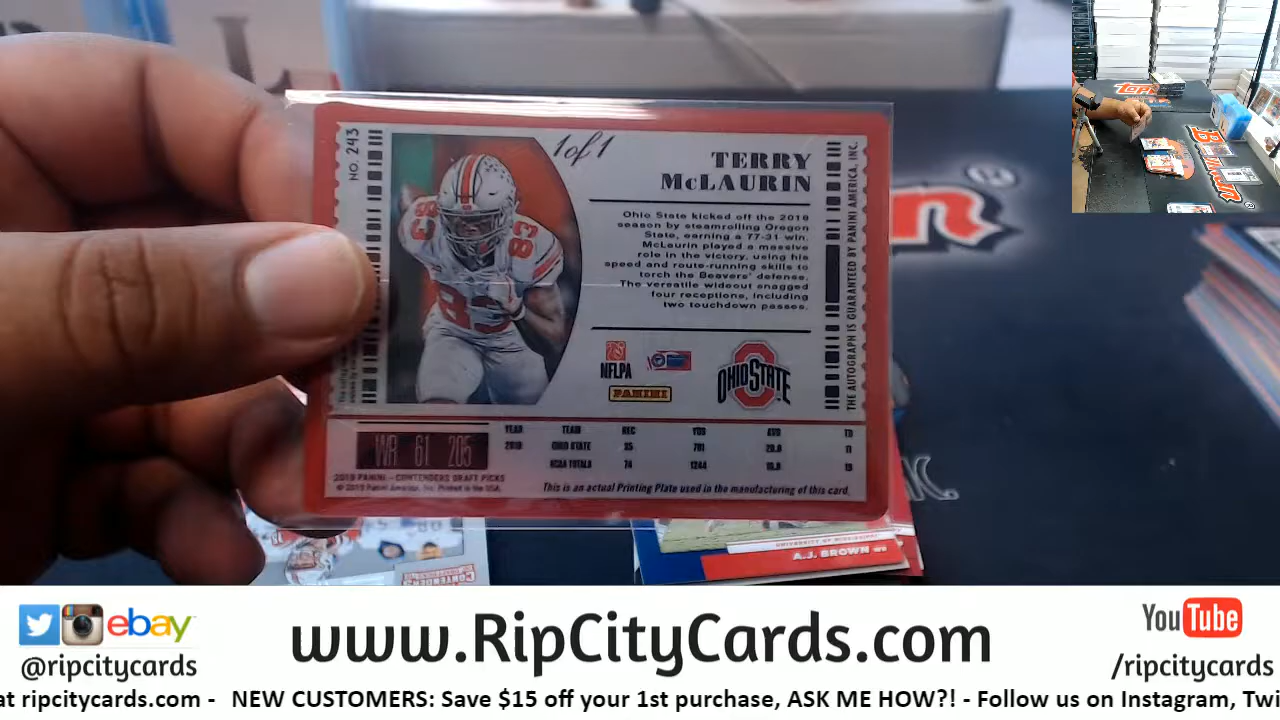 NO. 243
1 of 1
TERRY
McLAURIN
Ohio State kicked off the 2018
season by steamrolling Oregon
State, earning a 77-31 win.
McLaurin played a massive
role in the victory, using his
speed and route-running skills to
torch the Beavers' defense.
The versatile wideout snagged
four receptions, including
two touchdown passes.
THE AUTOGRAPH IS GUARANTEED BY PANINI AMERICA, INC.
83
83
83
NFLPA
PANINI
OHIO STATE
WR 61 205
YEAR TEAM REC YDS AVG TD
2018 OHIO STATE 35 701 20.0 11
NCAA TOTALS 74 1244 16.8 19
2019 PANINI – CONTENDERS DRAFT PICKS
© 2019 Panini America, Inc. Printed in the USA.
This is an actual Printing Plate used in the manufacturing of this card.
A.J. BROWN WR
topps
ebay
@ripcitycards
www.RipCityCards.com
YouTube
/ripcitycards
at ripcitycards.com - NEW CUSTOMERS: Save $15 off your 1st purchase, ASK ME HOW?! - Follow us on Instagram, Twi